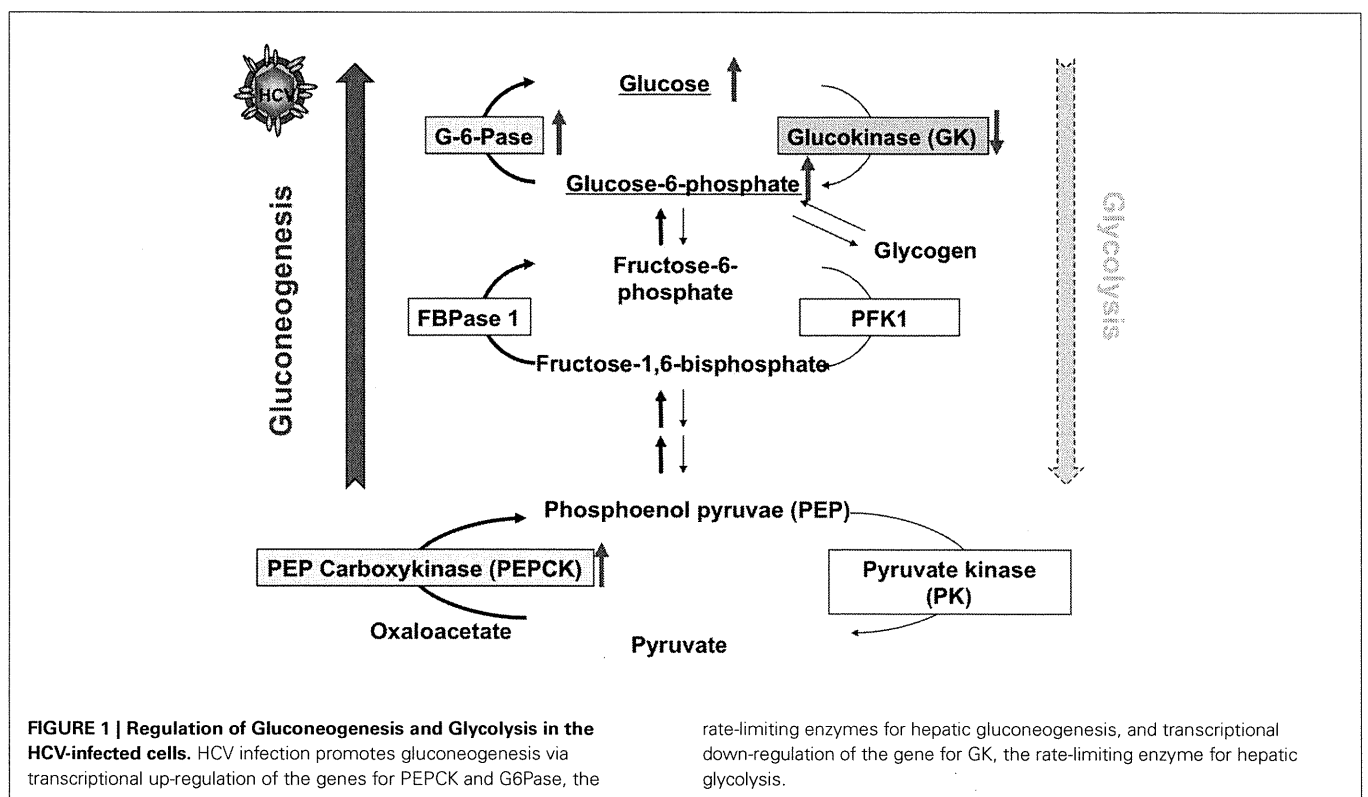 HCV
Glucose
G-6-Pase
Glucokinase (GK)
Glucose-6-phosphate
Gluconeogenesis
Glycolysis
Glycogen
Fructose-6-
phosphate
FBPase 1
PFK1
Fructose-1,6-bisphosphate
Phosphoenol pyruvae (PEP)
PEP Carboxykinase (PEPCK)
Pyruvate kinase
(PK)
Oxaloacetate
Pyruvate
FIGURE 1 | Regulation of Gluconeogenesis and Glycolysis in the
HCV-infected cells. HCV infection promotes gluconeogenesis via
transcriptional up-regulation of the genes for PEPCK and G6Pase, the
rate-limiting enzymes for hepatic gluconeogenesis, and transcriptional
down-regulation of the gene for GK, the rate-limiting enzyme for hepatic
glycolysis.